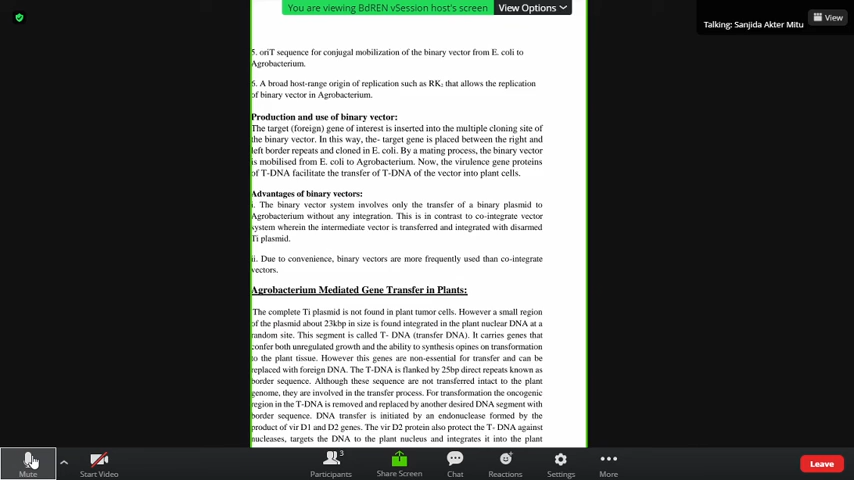 You are viewing BdREN vSession host's screen
View Options
Talking: Sanjida Akter Mitu
View
5. oriT sequence for conjugal mobilization of the binary vector from E. coli to
Agrobacterium.
6. A broad host-range origin of replication such as RK₂ that allows the replication
of binary vector in Agrobacterium.
Production and use of binary vector:
The target (foreign) gene of interest is inserted into the multiple cloning site of
the binary vector. In this way, the- target gene is placed between the right and
left border repeats and cloned in E. coli. By a mating process, the binary vector
is mobilised from E. coli to Agrobacterium. Now, the virulence gene proteins
of T-DNA facilitate the transfer of T-DNA of the vector into plant cells.
Advantages of binary vectors:
i. The binary vector system involves only the transfer of a binary plasmid to
Agrobacterium without any integration. This is in contrast to co-integrate vector
system wherein the intermediate vector is transferred and integrated with disarmed
Ti plasmid.
ii. Due to convenience, binary vectors are more frequently used than co-integrate
vectors.
Agrobacterium Mediated Gene Transfer in Plants:
The complete Ti plasmid is not found in plant tumor cells. However a small region
of the plasmid about 23kbp in size is found integrated in the plant nuclear DNA at a
random site. This segment is called T- DNA (transfer DNA). It carries genes that
confer both unregulated growth and the ability to synthesis opines on transformation
to the plant tissue. However this genes are non-essential for transfer and can be
replaced with foreign DNA. The T-DNA is flanked by 25bp direct repeats known as
border sequence. Although these sequence are not transferred intact to the plant
genome, they are involved in the transfer process. For transformation the oncogenic
region in the T-DNA is removed and replaced by another desired DNA segment with
border sequence. DNA transfer is initiated by an endonuclease formed by the
product of vir D1 and D2 genes. The vir D2 protein also protect the T- DNA against
nucleases, targets the DNA to the plant nucleus and integrates it into the plant
Mute
Start Video
3
Participants
Share Screen
Chat
Reactions
Settings
More
Leave